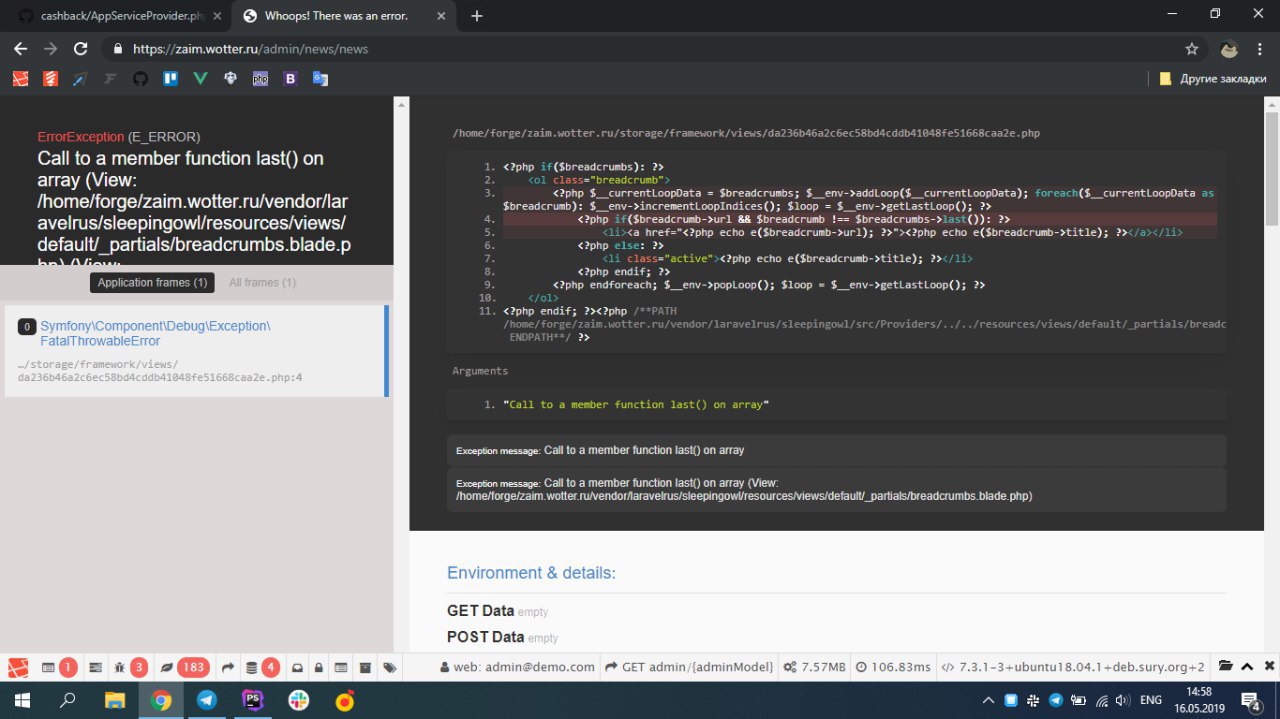 cashback/AppServiceProvider.ph
Whoops! There was an error.
https://zaim.wotter.ru/admin/news/news
php
B
Другие закладки
ErrorException (E_ERROR)
Call to a member function last() on
array (View:
/home/forge/zaim.wotter.ru/vendor/lar
avelrus/sleepingowl/resources/views/
default/_partials/breadcrumbs.blade.p
hp) (View:
Application frames (1)
All frames (1)
0
Symfony\Component\Debug\Exception\
FatalThrowableError
…/storage/framework/views/
da236b46a2c6ec58bd4cddb41048fe51668caa2e.php:4
/home/forge/zaim.wotter.ru/storage/framework/views/da236b46a2c6ec58bd4cddb41048fe51668caa2e.php
1. <?php if($breadcrumbs): ?>
2. <ol class="breadcrumb">
3. <?php $__currentLoopData = $breadcrumbs; $__env->addLoop($__currentLoopData); foreach($__currentLoopData as
$breadcrumb): $__env->incrementLoopIndices(); $loop = $__env->getLastLoop(); ?>
4. <?php if($breadcrumb->url && $breadcrumb !== $breadcrumbs->last()): ?>
5. <li><a href="<?php echo e($breadcrumb->url); ?>"><?php echo e($breadcrumb->title); ?></a></li>
6. <?php else: ?>
7. <li class="active"><?php echo e($breadcrumb->title); ?></li>
8. <?php endif; ?>
9. <?php endforeach; $__env->popLoop(); $loop = $__env->getLastLoop(); ?>
10. </ol>
11. <?php endif; ?><?php /**PATH
/home/forge/zaim.wotter.ru/vendor/laravelrus/sleepingowl/src/Providers/../../resources/views/default/_partials/breadc
ENDPATH**/ ?>
Arguments
1. "Call to a member function last() on array"
Exception message: Call to a member function last() on array
Exception message: Call to a member function last() on array (View:
/home/forge/zaim.wotter.ru/vendor/laravelrus/sleepingowl/resources/views/default/_partials/breadcrumbs.blade.php)
Environment & details:
GET Data empty
POST Data empty
1
3
183
4
web: admin@demo.com
GET admin/{adminModel}
7.57MB
106.83ms
</> 7.3.1-3+ubuntu18.04.1+deb.sury.org+2
PS
ENG
14:58
16.05.2019
4